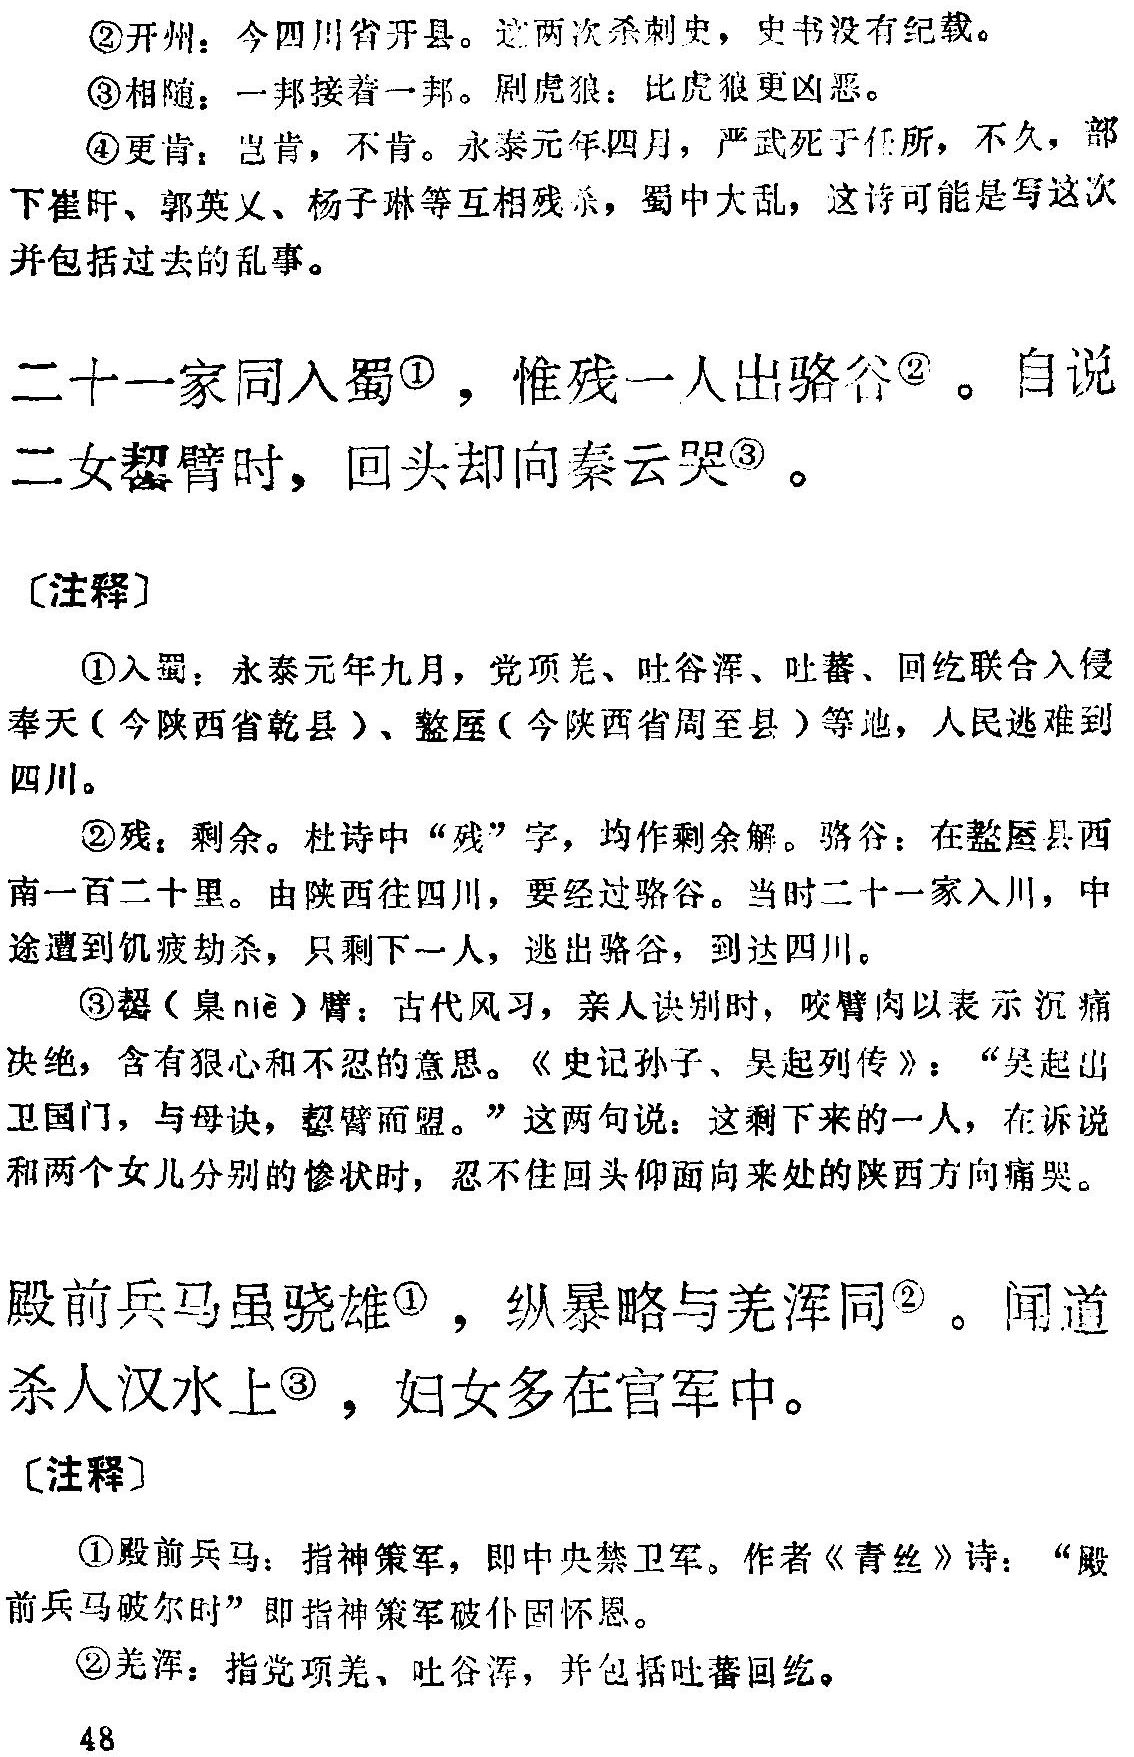 ②开州：今四川省开县。这两次杀刺史，史书没有纪载。
③相随：一邦接着一邦。剧虎狼：比虎狼更凶恶。
④更肯：岂肯，不肯。永泰元年四月，严武死于任所，不久，部
下崔旰、郭英乂、杨子琳等互相残杀，蜀中大乱，这诗可能是写这次
并包括过去的乱事。
二十一家同入蜀①，惟残一人出骆谷②。自说
二女齧臂时，回头却向秦云哭③。
〔注释〕
①入蜀：永泰元年九月，党项羌、吐谷浑、吐蕃、回纥联合入侵
奉天（今陕西省乾县）、盩厔（今陕西省周至县）等地，人民逃难到
四川。
②残：剩余。杜诗中“残”字，均作剩余解。骆谷：在盩厔县西
南一百二十里。由陕西往四川，要经过骆谷。当时二十一家入川，中
途遭到饥疲劫杀，只剩下一人，逃出骆谷，到达四川。
③齧（臬niè）臂：古代风习，亲人诀别时，咬臂肉以表示沉痛
决绝，含有狠心和不忍的意思。《史记孙子、吴起列传》：“吴起出
卫国门，与母诀，齧臂而盟。”这两句说：这剩下来的一人，在诉说
和两个女儿分别的惨状时，忍不住回头仰面向来处的陕西方向痛哭。
殿前兵马虽骁雄①，纵暴略与羌浑同②。闻道
杀人汉水上③，妇女多在官军中。
〔注释〕
①殿前兵马：指神策军，即中央禁卫军。作者《青丝》诗：“殿
前兵马破尔时”即指神策军破仆固怀恩。
②羌浑：指党项羌、吐谷浑，并包括吐蕃回纥。
48